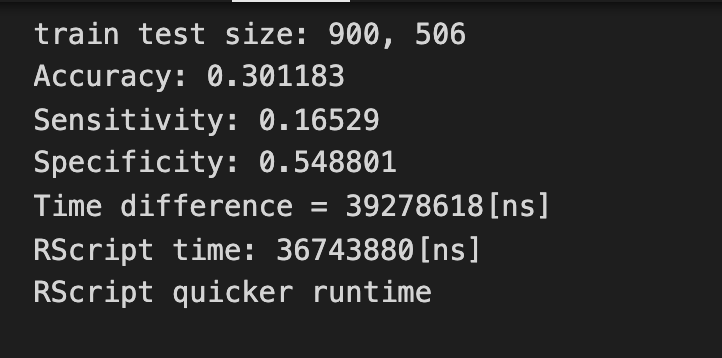 train test size: 900, 506
Accuracy: 0.301183
Sensitivity: 0.16529
Specificity: 0.548801
Time difference = 39278618[ns]
RScript time: 36743880[ns]
RScript quicker runtime